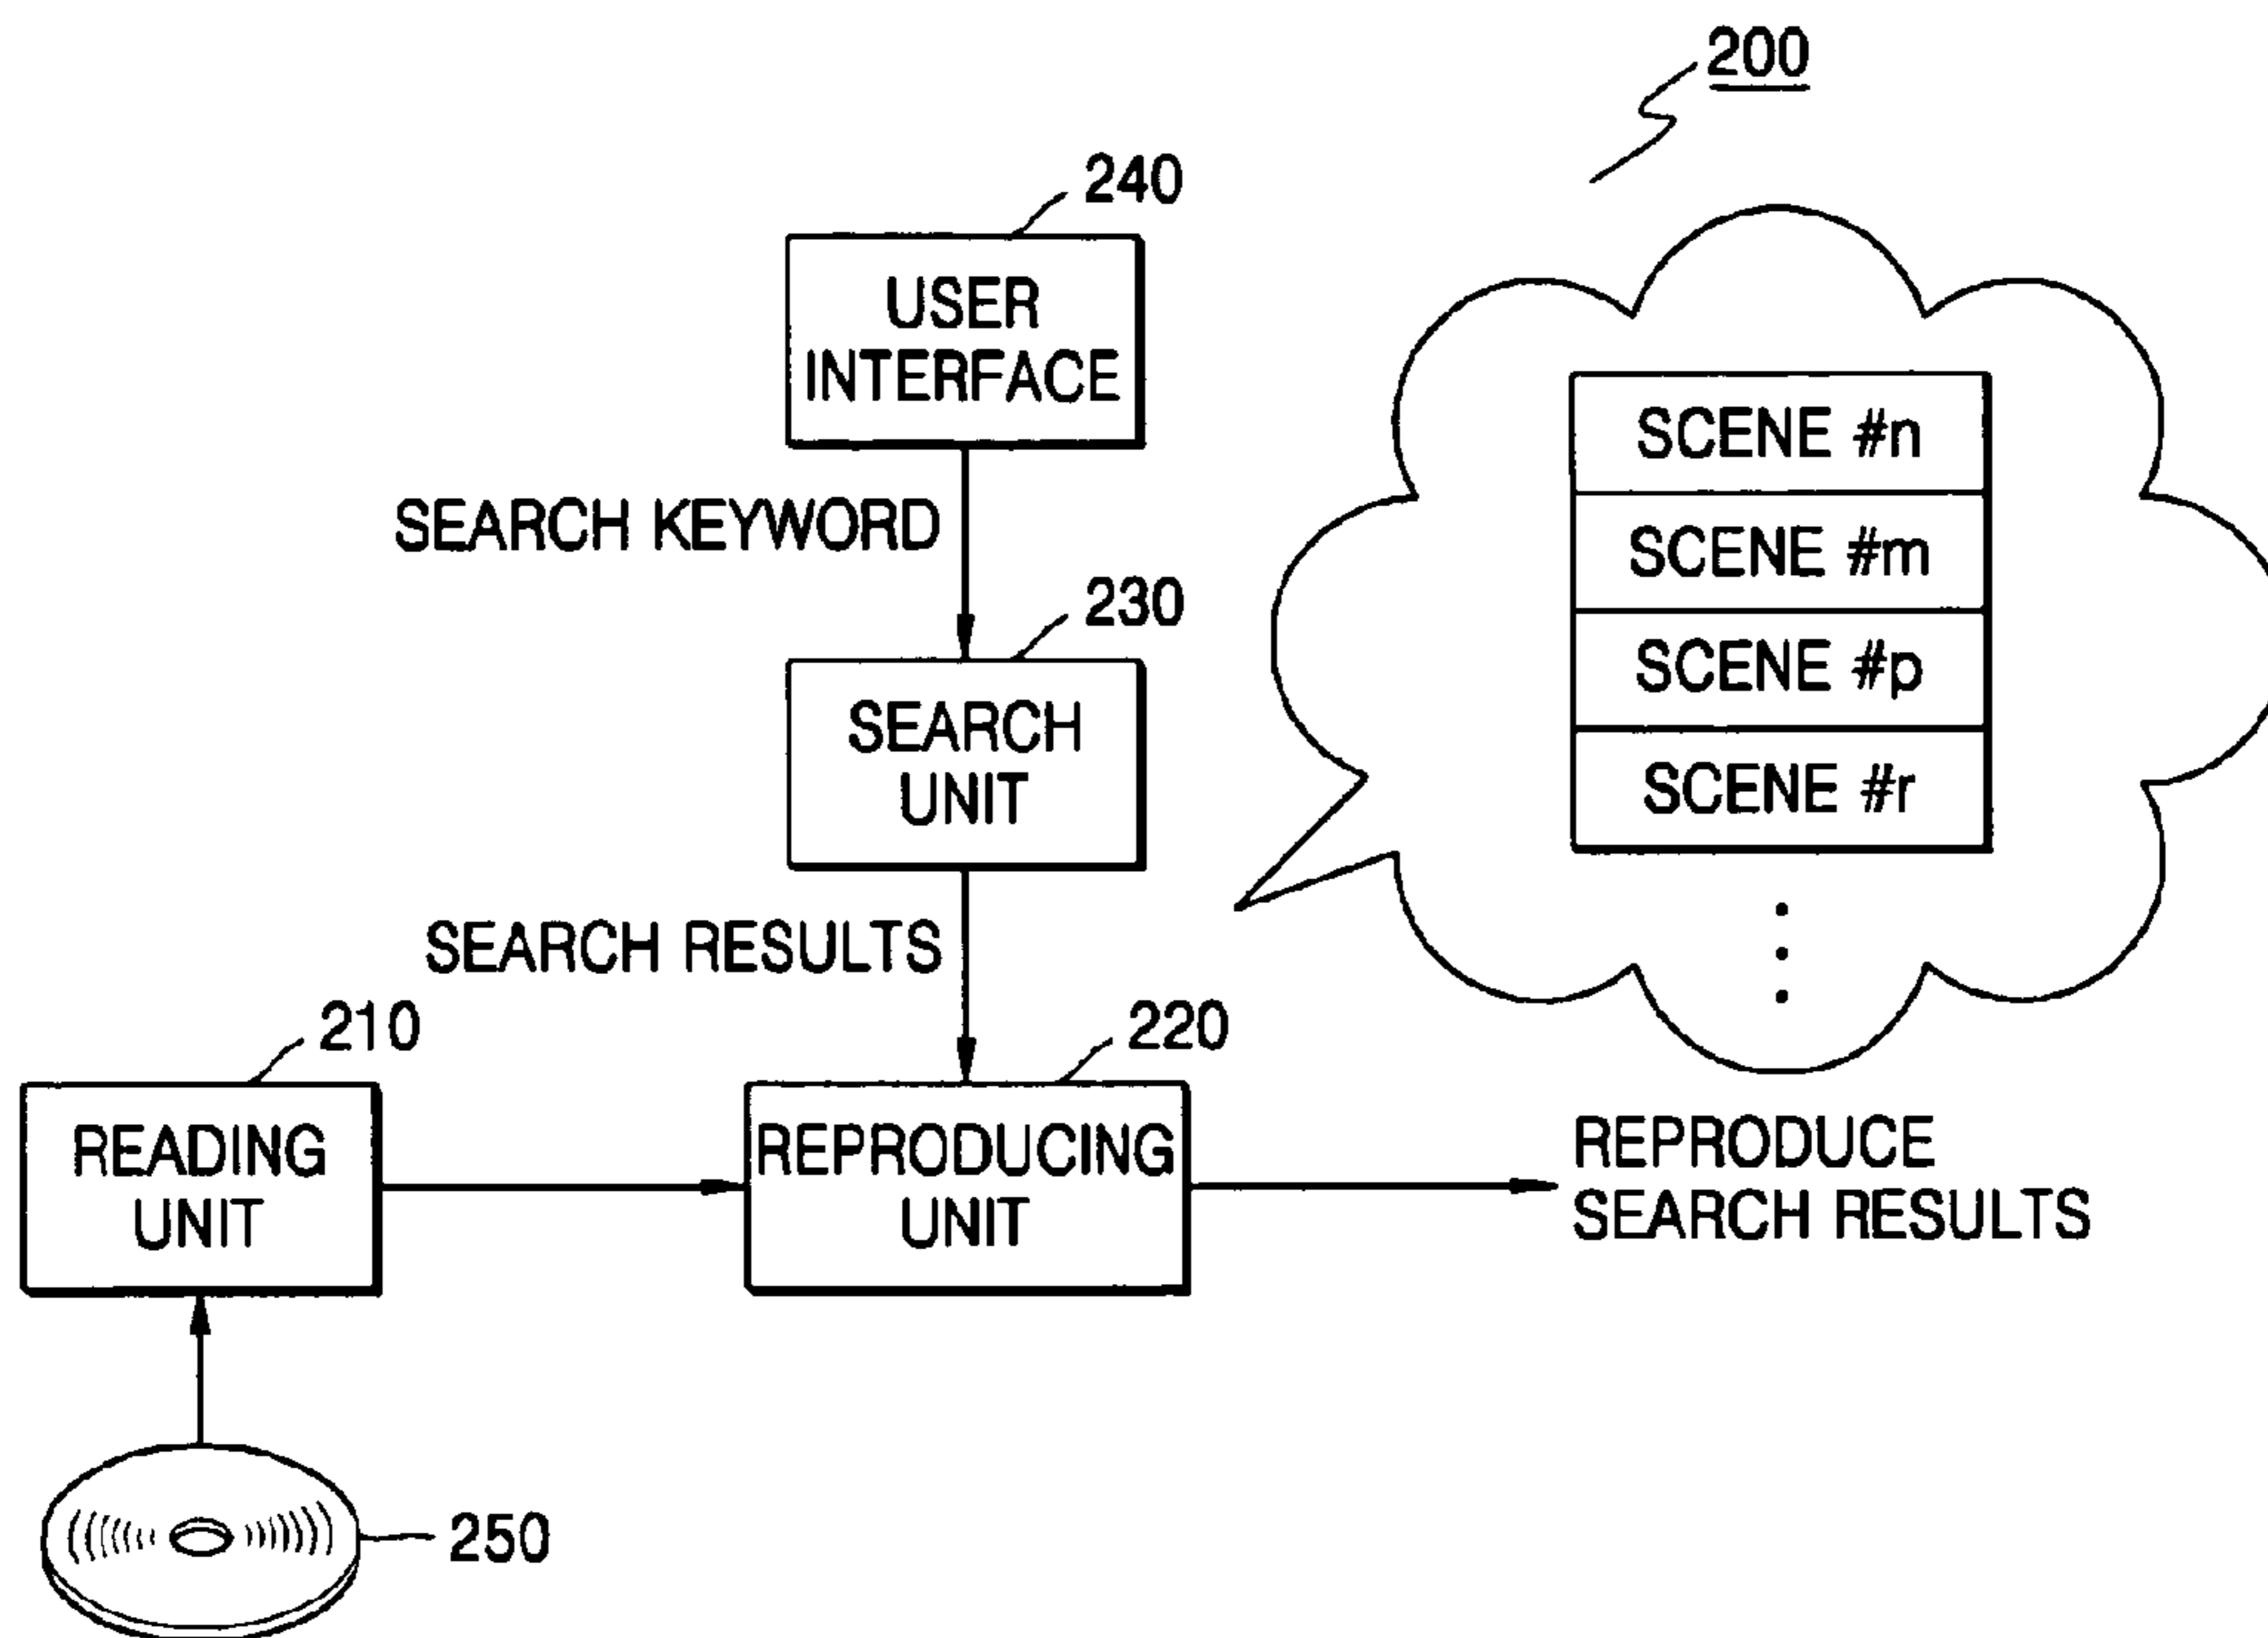 200
240
USER
INTERFACE
SEARCH KEYWORD
230
SEARCH
UNIT
SEARCH RESULTS
SCENE #n
SCENE #m
SCENE #p
SCENE #r
210
READING
UNIT
220
REPRODUCING
UNIT
REPRODUCE
SEARCH RESULTS
250